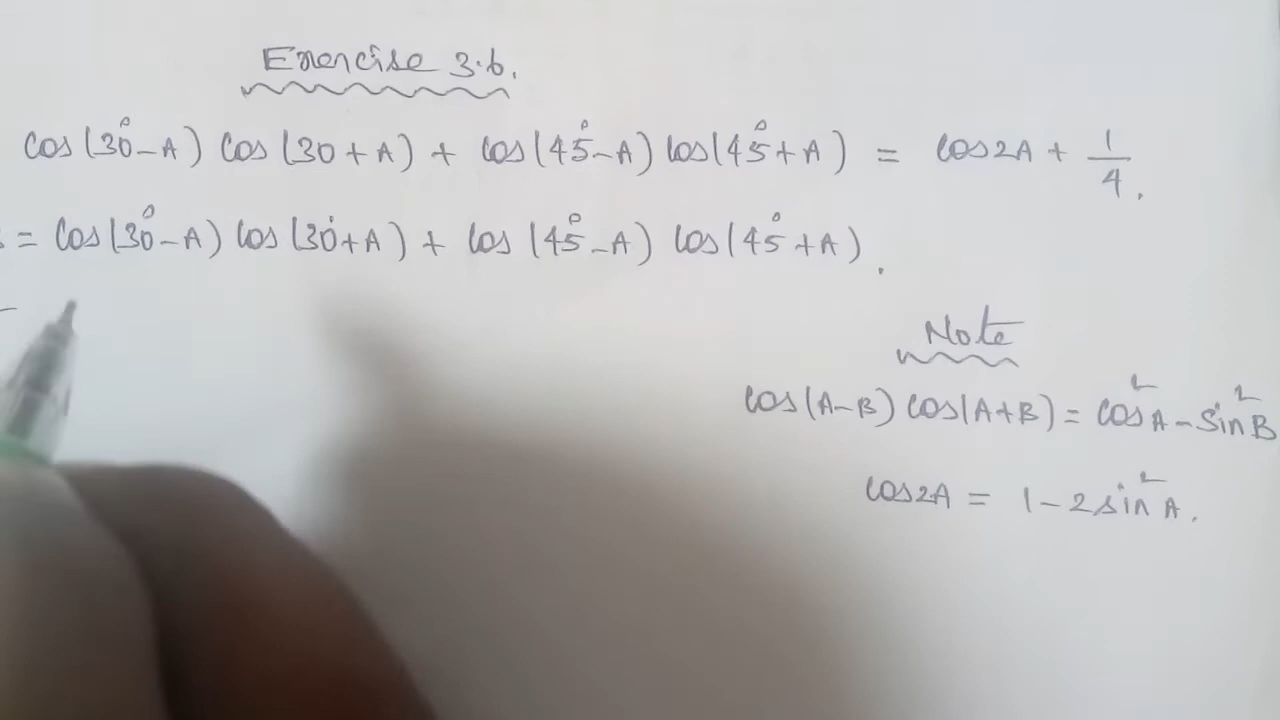 Exercise 3.6.
cos(30°-A) cos(30+A) + cos(45°-A) cos(45°+A) = cos2A + 1/4.
= cos(30°-A) cos(30°+A) + cos(45°-A) cos(45°+A).
Note
cos(A-B) cos(A+B) = cos²A - sin²B
cos2A = 1 - 2sin²A.